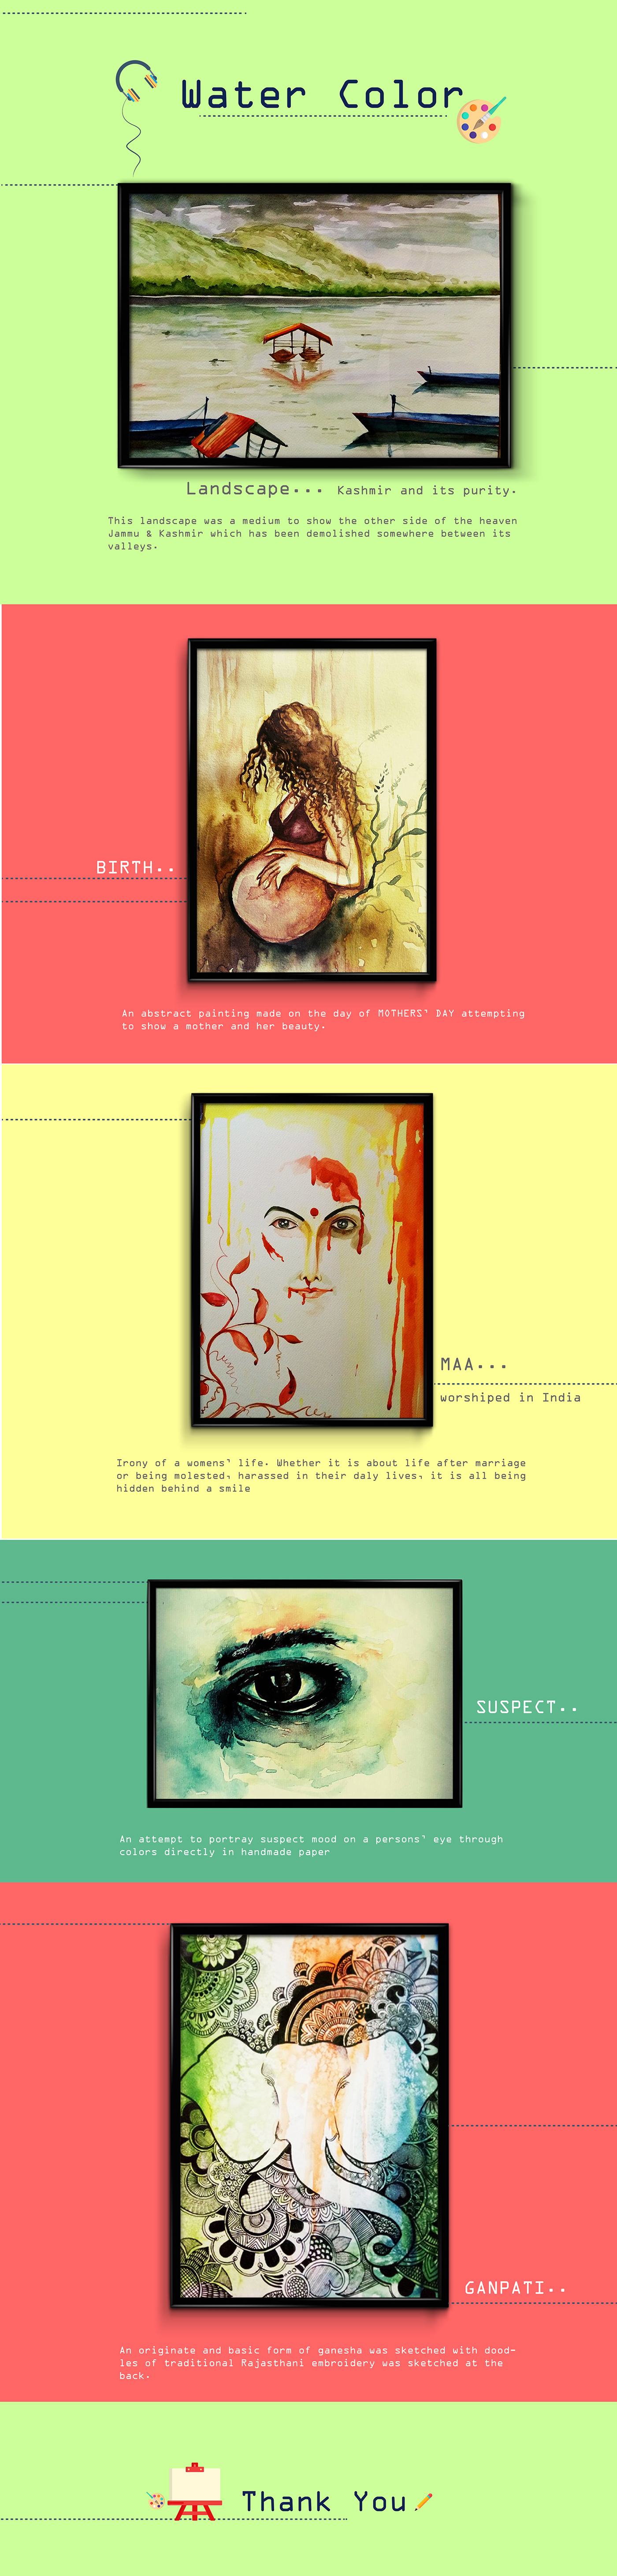 Water Color
Landscape... Kashmir and its purity.
This landscape was a medium to show the other side of the heaven
Jammu & Kashmir which has been demolished somewhere between its
valleys.
BIRTH..
An abstract painting made on the day of MOTHERS' DAY attempting
to show a mother and her beauty.
MAA...
worshiped in India
Irony of a womens' life. Whether it is about life after marriage
or being molested, harassed in their daly lives, it is all being
hidden behind a smile
SUSPECT..
An attempt to portray suspect mood on a persons' eye through
colors directly in handmade paper
GANPATI..
An originate and basic form of ganesha was sketched with dood-
les of traditional Rajasthani embroidery was sketched at the
back.
Thank You